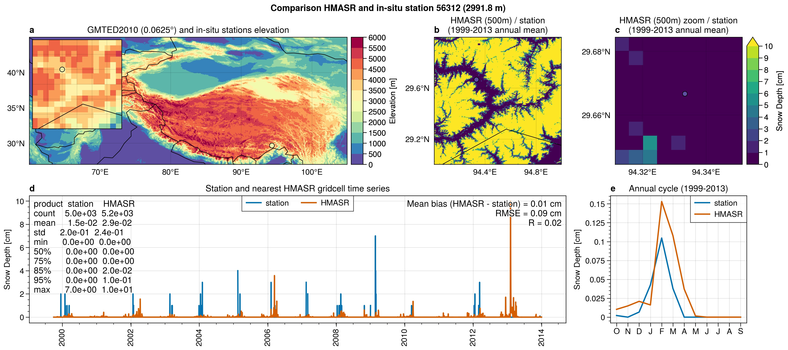 Comparison HMASR and in-situ station 56312 (2991.8 m)
a
GMTED2010 (0.0625°) and in-situ stations elevation
40°N
35°N
30°N
70°E
80°E
90°E
100°E
6000
5500
5000
4500
4000
3500
3000
2500
2000
1500
1000
500
0
Elevation [m]
b
HMASR (500m) / station
(1999-2013 annual mean)
29.6°N
29.2°N
94.4°E
94.8°E
c
HMASR (500m) zoom / station
(1999-2013 annual mean)
29.68°N
29.66°N
94.32°E
94.34°E
10
9
8
7
6
5
4
3
2
1
0
Snow Depth [cm]
d
Station and nearest HMASR gridcell time series
Snow Depth [cm]
10
8
6
4
2
0
product station HMASR
count 5.0e+03 5.2e+03
mean 1.5e-02 2.9e-02
std 2.0e-01 2.4e-01
min 0.0e+00 0.0e+00
50% 0.0e+00 0.0e+00
75% 0.0e+00 0.0e+00
85% 0.0e+00 2.0e-02
95% 0.0e+00 1.0e-01
max 7.0e+00 1.0e+01
station
HMASR
Mean bias (HMASR - station) = 0.01 cm
RMSE = 0.09 cm
R = 0.02
2000
2002
2004
2006
2008
2010
2012
2014
e
Annual cycle (1999-2013)
Snow Depth [cm]
0.15
0.125
0.1
0.075
0.05
0.025
0
station
HMASR
O N D J F M A M J J A S